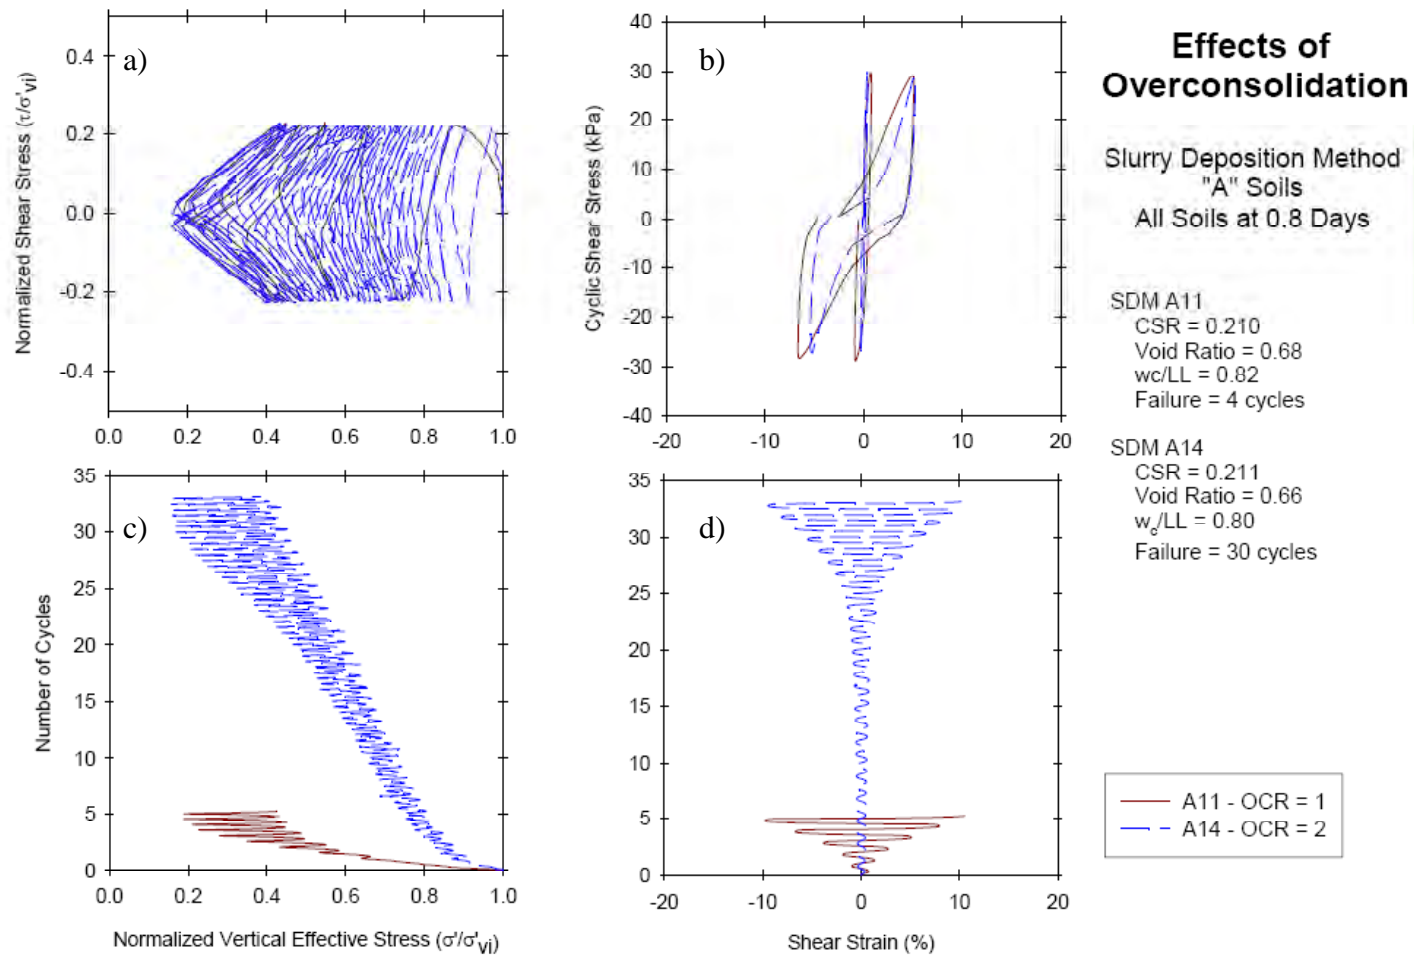 a)
Normalized Shear Stress (τ/σ'vi)
0.4
0.2
0.0
-0.2
-0.4
0.0 0.2 0.4 0.6 0.8 1.0
b)
Cyclic Shear Stress (kPa)
40
30
20
10
0
-10
-20
-30
-40
-20 -10 0 10 20
Effects of
Overconsolidation
Slurry Deposition Method
"A" Soils
All Soils at 0.8 Days
SDM A11
CSR = 0.210
Void Ratio = 0.68
wc/LL = 0.82
Failure = 4 cycles
SDM A14
CSR = 0.211
Void Ratio = 0.66
wc/LL = 0.80
Failure = 30 cycles
c)
Number of Cycles
35
30
25
20
15
10
5
0
0.0 0.2 0.4 0.6 0.8 1.0
Normalized Vertical Effective Stress (σ'/σ'vi)
d)
35
30
25
20
15
10
5
0
-20 -10 0 10 20
Shear Strain (%)
A11 - OCR = 1
A14 - OCR = 2